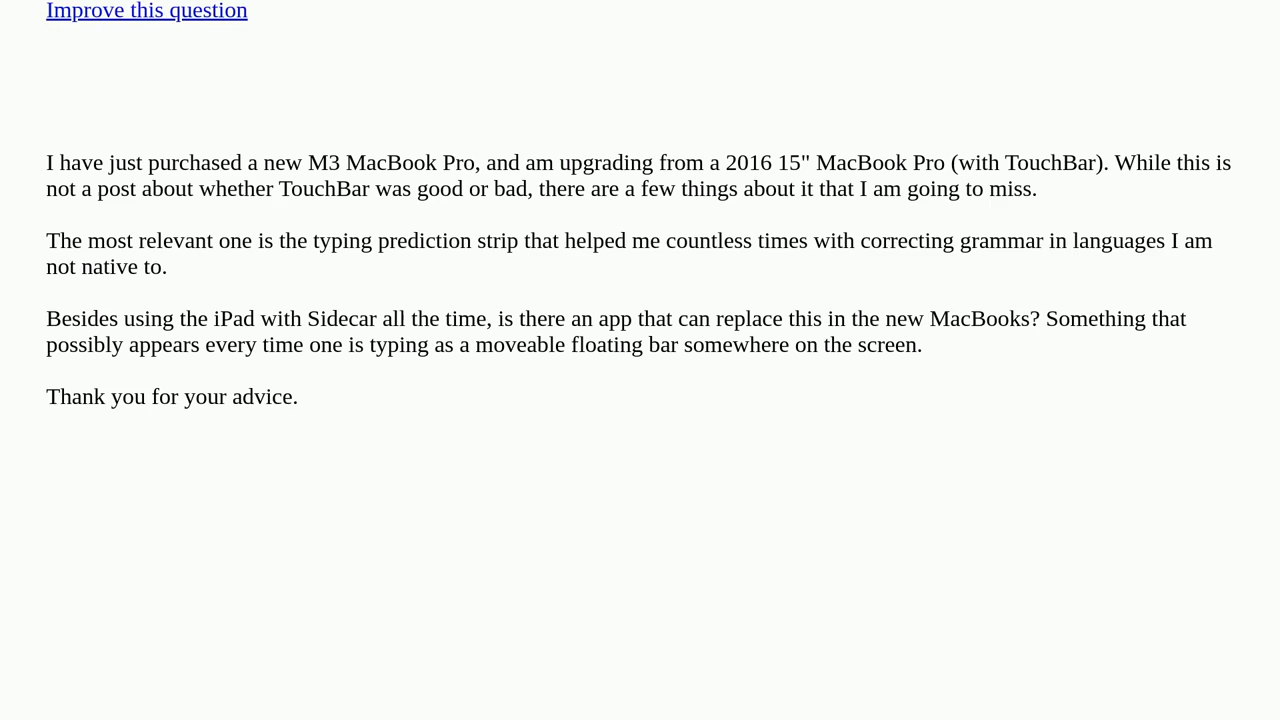 Improve this question
I have just purchased a new M3 MacBook Pro, and am upgrading from a 2016 15" MacBook Pro (with TouchBar). While this is
not a post about whether TouchBar was good or bad, there are a few things about it that I am going to miss.
The most relevant one is the typing prediction strip that helped me countless times with correcting grammar in languages I am
not native to.
Besides using the iPad with Sidecar all the time, is there an app that can replace this in the new MacBooks? Something that
possibly appears every time one is typing as a moveable floating bar somewhere on the screen.
Thank you for your advice.